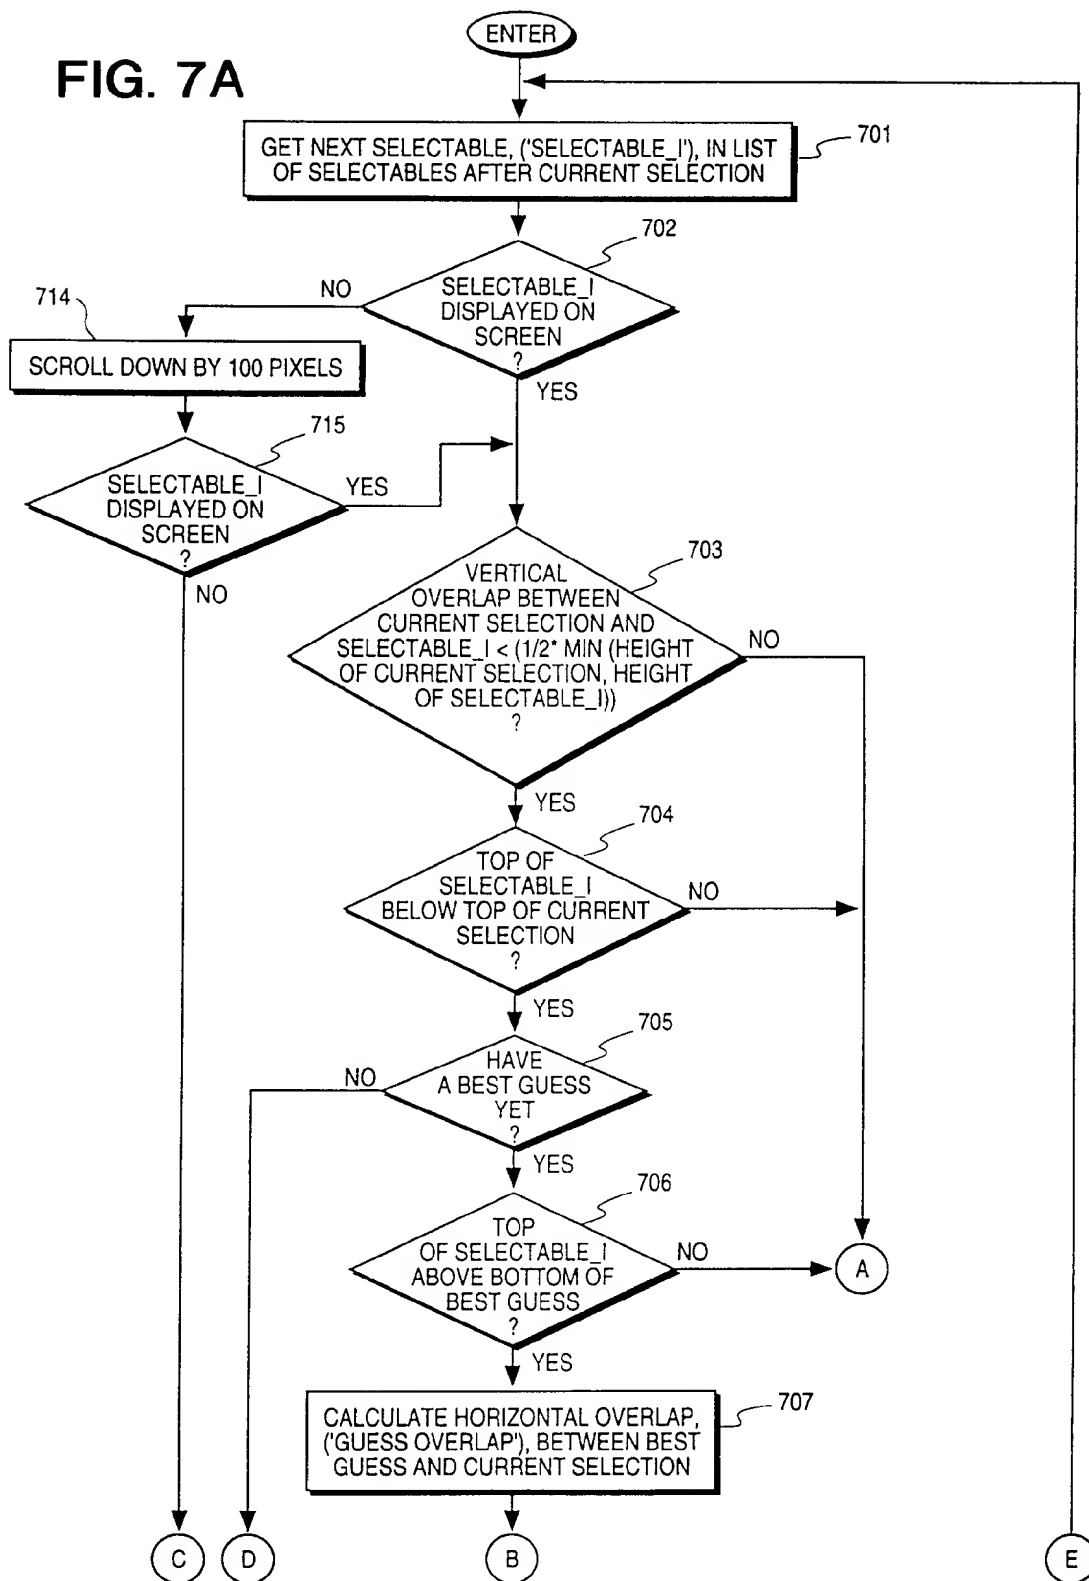 ENTER
FIG. 7A
GET NEXT SELECTABLE, ('SELECTABLE_I'), IN LIST
OF SELECTABLES AFTER CURRENT SELECTION
701
702
SELECTABLE_I
DISPLAYED ON
SCREEN
?
NO
YES
714
SCROLL DOWN BY 100 PIXELS
715
SELECTABLE_I
DISPLAYED ON
SCREEN
?
YES
NO
703
VERTICAL
OVERLAP BETWEEN
CURRENT SELECTION AND
SELECTABLE_I < (1/2* MIN (HEIGHT
OF CURRENT SELECTION, HEIGHT
OF SELECTABLE_I))
?
NO
YES
704
TOP OF
SELECTABLE_I
BELOW TOP OF CURRENT
SELECTION
?
NO
YES
705
HAVE
A BEST GUESS
YET
?
NO
YES
706
TOP
OF SELECTABLE_I
ABOVE BOTTOM OF
BEST GUESS
?
NO
A
YES
707
CALCULATE HORIZONTAL OVERLAP,
('GUESS OVERLAP'), BETWEEN BEST
GUESS AND CURRENT SELECTION
C
D
B
E